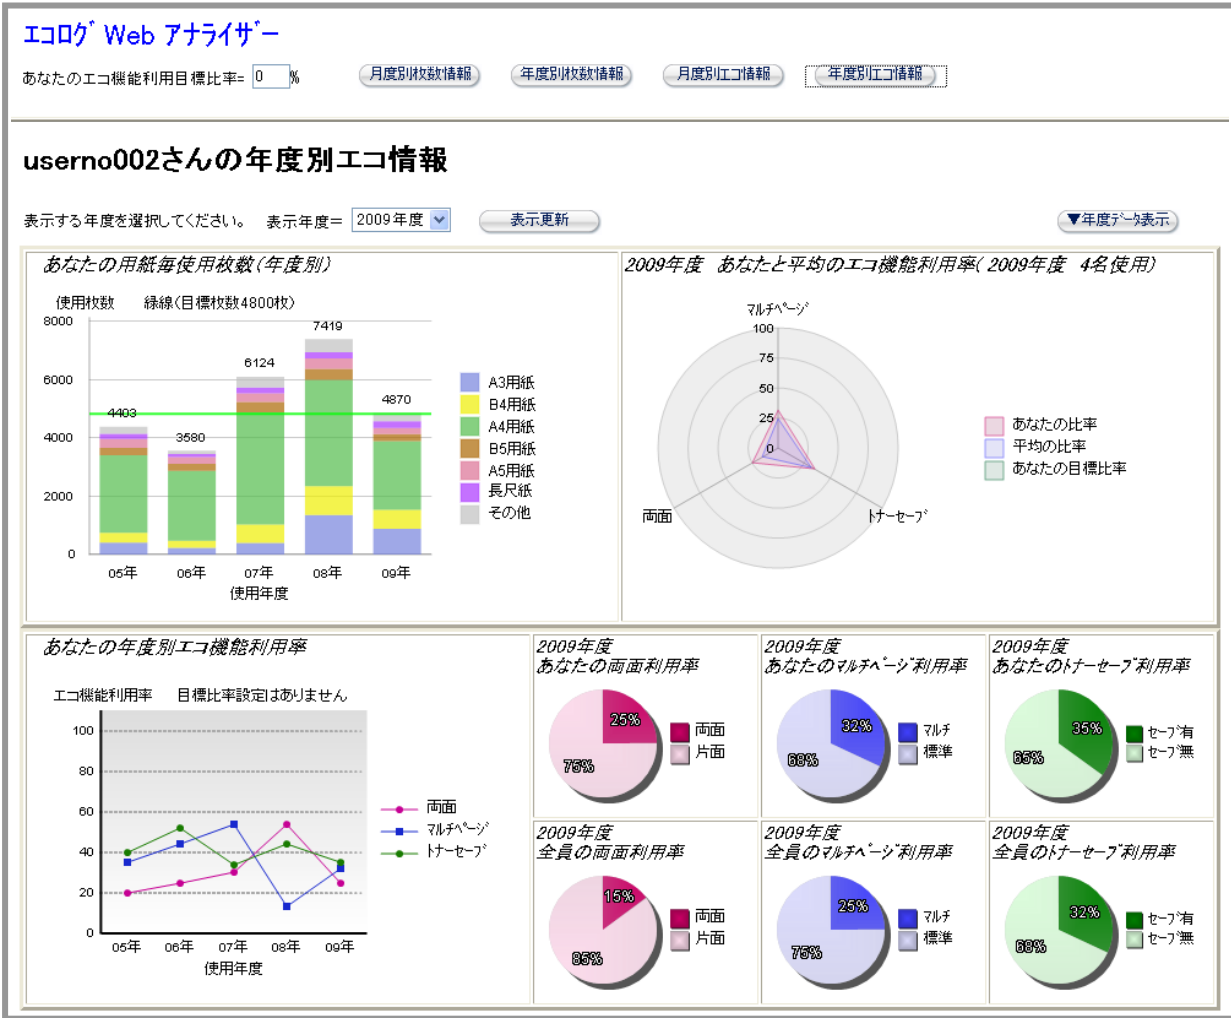 エコログ Web アナライザー
あなたのエコ機能利用目標比率= 0 %
月度別枚数情報 年度別枚数情報 月度別エコ情報 年度別エコ情報
userno002さんの年度別エコ情報
表示する年度を選択してください。 表示年度＝ 2009年度 表示更新 ▼年度データ表示
あなたの用紙毎使用枚数(年度別)
使用枚数 緑線(目標枚数4800枚)
8000
6000
4000
2000
0
4403
3580
6124
7419
4870
05年 06年 07年 08年 09年
使用年度
A3用紙
B4用紙
A4用紙
B5用紙
A5用紙
長尺紙
その他
2009年度 あなたと平均のエコ機能利用率(2009年度 4名使用)
マルチページ
100
75
50
25
0
両面
トナーセーブ
あなたの比率
平均の比率
あなたの目標比率
あなたの年度別エコ機能利用率
エコ機能利用率 目標比率設定はありません
100
80
60
40
20
0
05年 06年 07年 08年 09年
使用年度
両面
マルチページ
トナーセーブ
2009年度
あなたの両面利用率
25%
75%
両面
片面
2009年度
あなたのマルチページ利用率
32%
68%
マルチ
標準
2009年度
あなたのトナーセーブ利用率
35%
65%
セーブ有
セーブ無
2009年度
全員の両面利用率
15%
85%
両面
片面
2009年度
全員のマルチページ利用率
25%
75%
マルチ
標準
2009年度
全員のトナーセーブ利用率
32%
68%
セーブ有
セーブ無